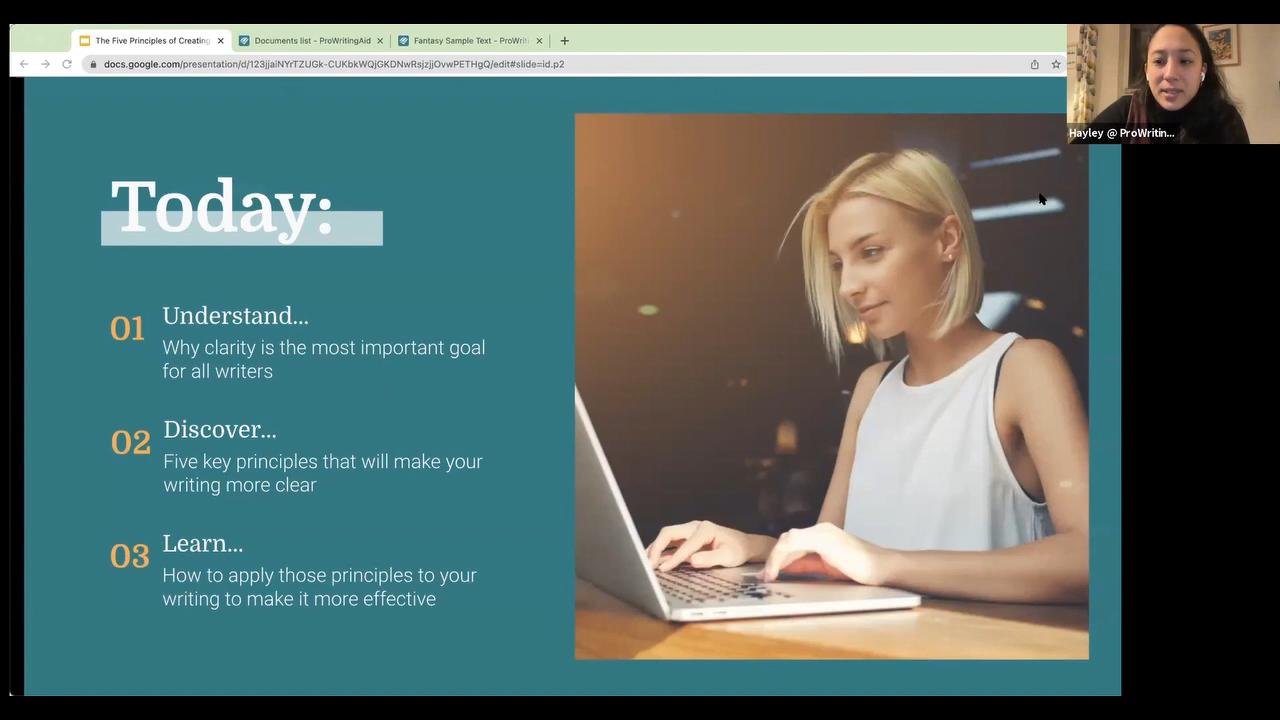 The Five Principles of Creating
Documents list - ProWritingAid
Fantasy Sample Text - ProWriti
docs.google.com/presentation/d/123jjaiNYrTZUGk-CUKbkWQjGKDNwRsjzjjOvwPETHgQ/edit#slide=id.p2
Hayley @ ProWritin...
Today:
01
Understand...
Why clarity is the most important goal
for all writers
02
Discover...
Five key principles that will make your
writing more clear
03
Learn...
How to apply those principles to your
writing to make it more effective